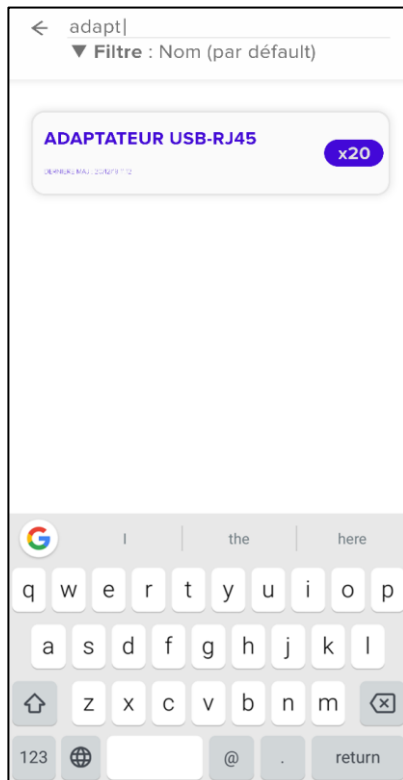 adapt
▼ Filtre : Nom (par défaut)
ADAPTATEUR USB-RJ45
x20
I the here
q w e r t y u i o p
a s d f g h j k l
z x c v b n m
123 @ . return